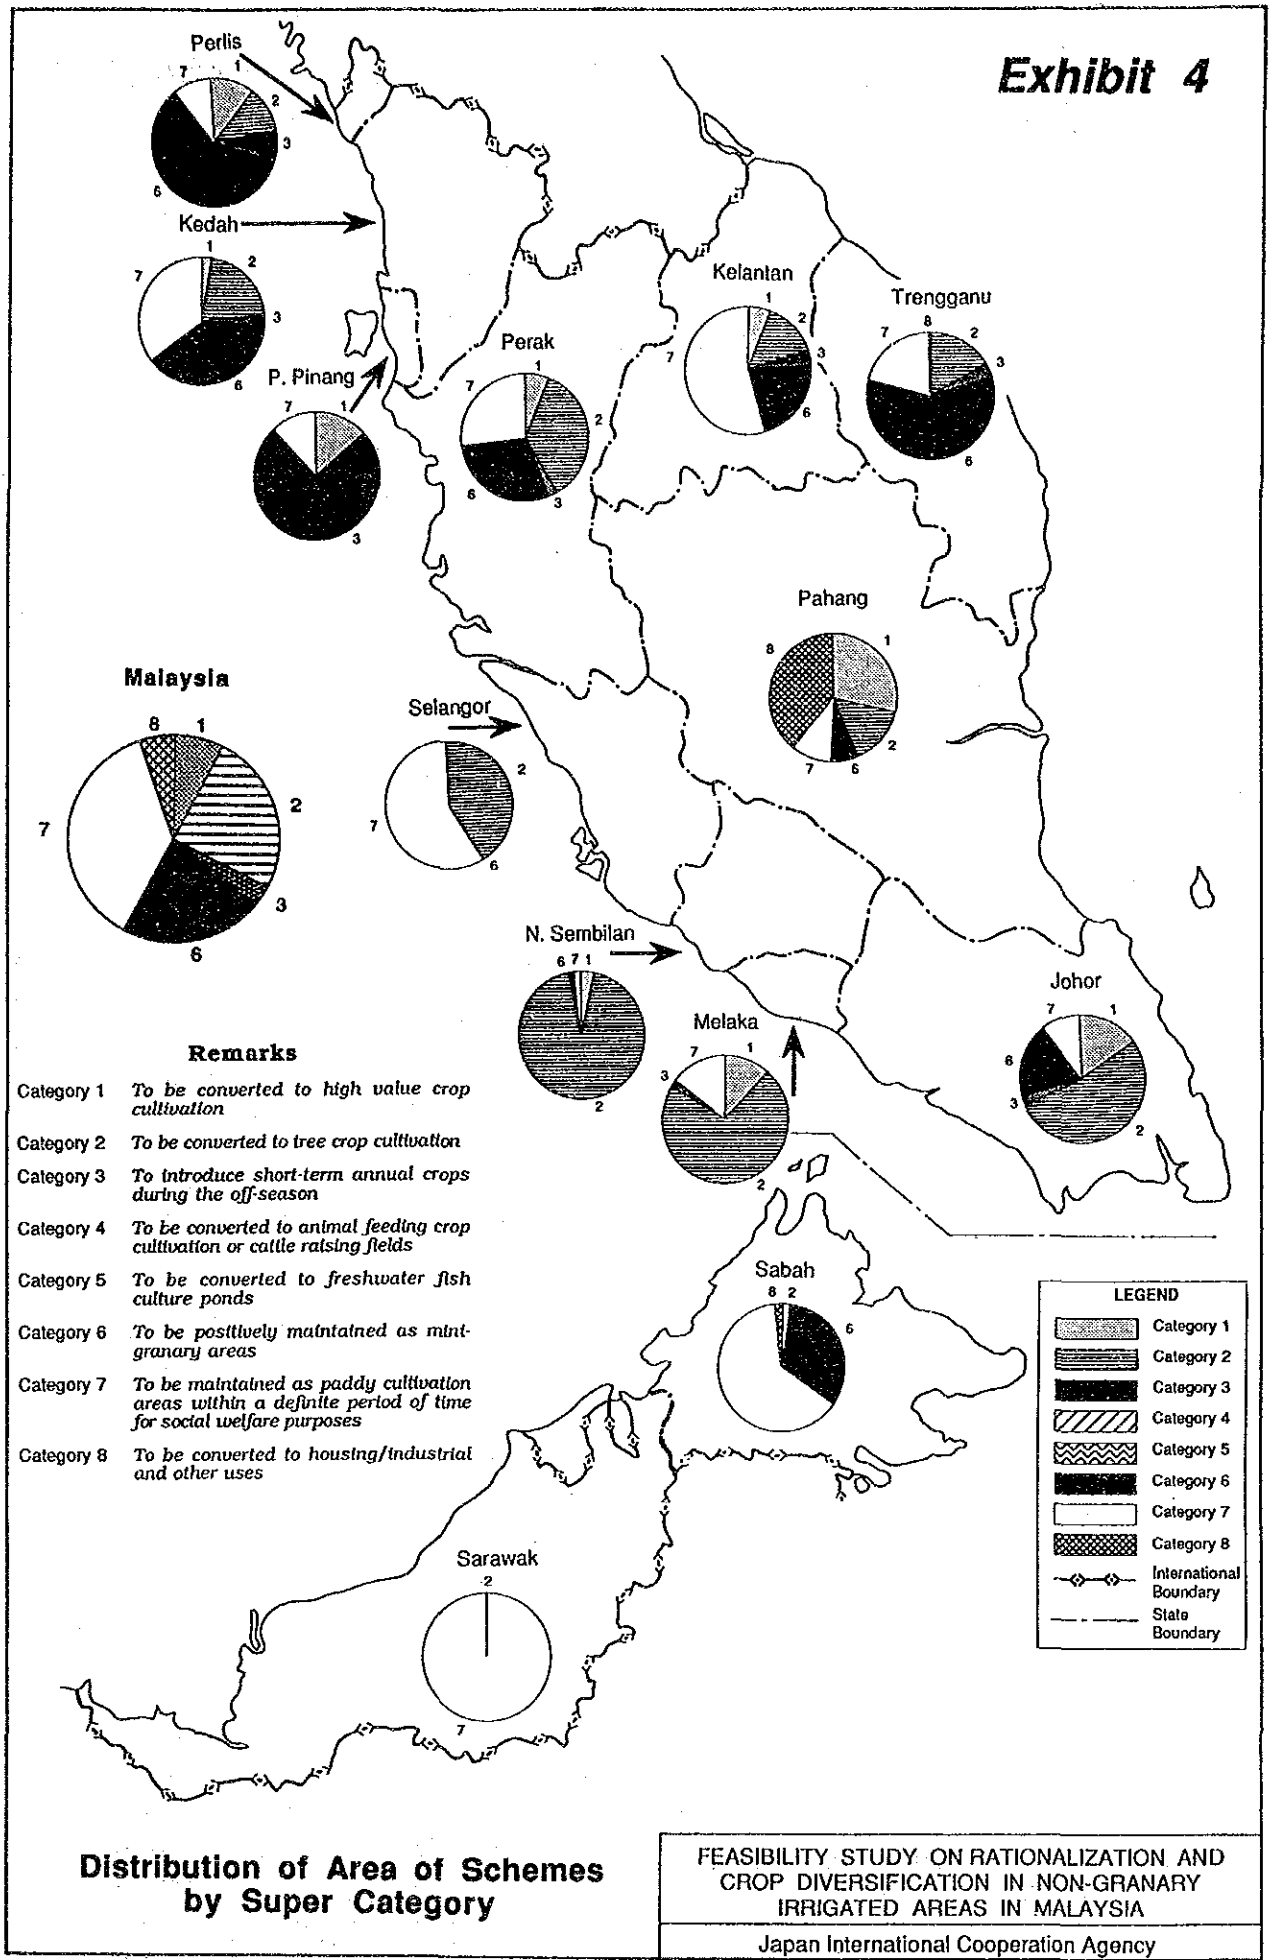 Exhibit 4
Perlis
7
1
2
3
6
Kedah
1
2
3
6
7
P. Pinang
7
1
3
Perak
1
2
3
6
7
Kelantan
1
2
3
6
7
Trengganu
8
2
3
6
7
Pahang
1
2
6
7
8
Malaysia
8
1
2
3
6
7
Selangor
2
6
7
N. Sembilan
6 7 1
2
Melaka
7
1
3
2
Johor
7
1
6
3
2
Remarks
Category 1 To be converted to high value crop
cultivation
Category 2 To be converted to tree crop cultivation
Category 3 To introduce short-term annual crops
during the off-season
Category 4 To be converted to animal feeding crop
cultivation or cattle raising fields
Category 5 To be converted to freshwater fish
culture ponds
Category 6 To be positively maintained as mini-
granary areas
Category 7 To be maintained as paddy cultivation
areas within a definite period of time
for social welfare purposes
Category 8 To be converted to housing/industrial
and other uses
Sabah
8 2
6
Sarawak
2
7
LEGEND
Category 1
Category 2
Category 3
Category 4
Category 5
Category 6
Category 7
Category 8
International
Boundary
State
Boundary
Distribution of Area of Schemes
by Super Category
FEASIBILITY STUDY ON RATIONALIZATION AND
CROP DIVERSIFICATION IN NON-GRANARY
IRRIGATED AREAS IN MALAYSIA
Japan International Cooperation Agency